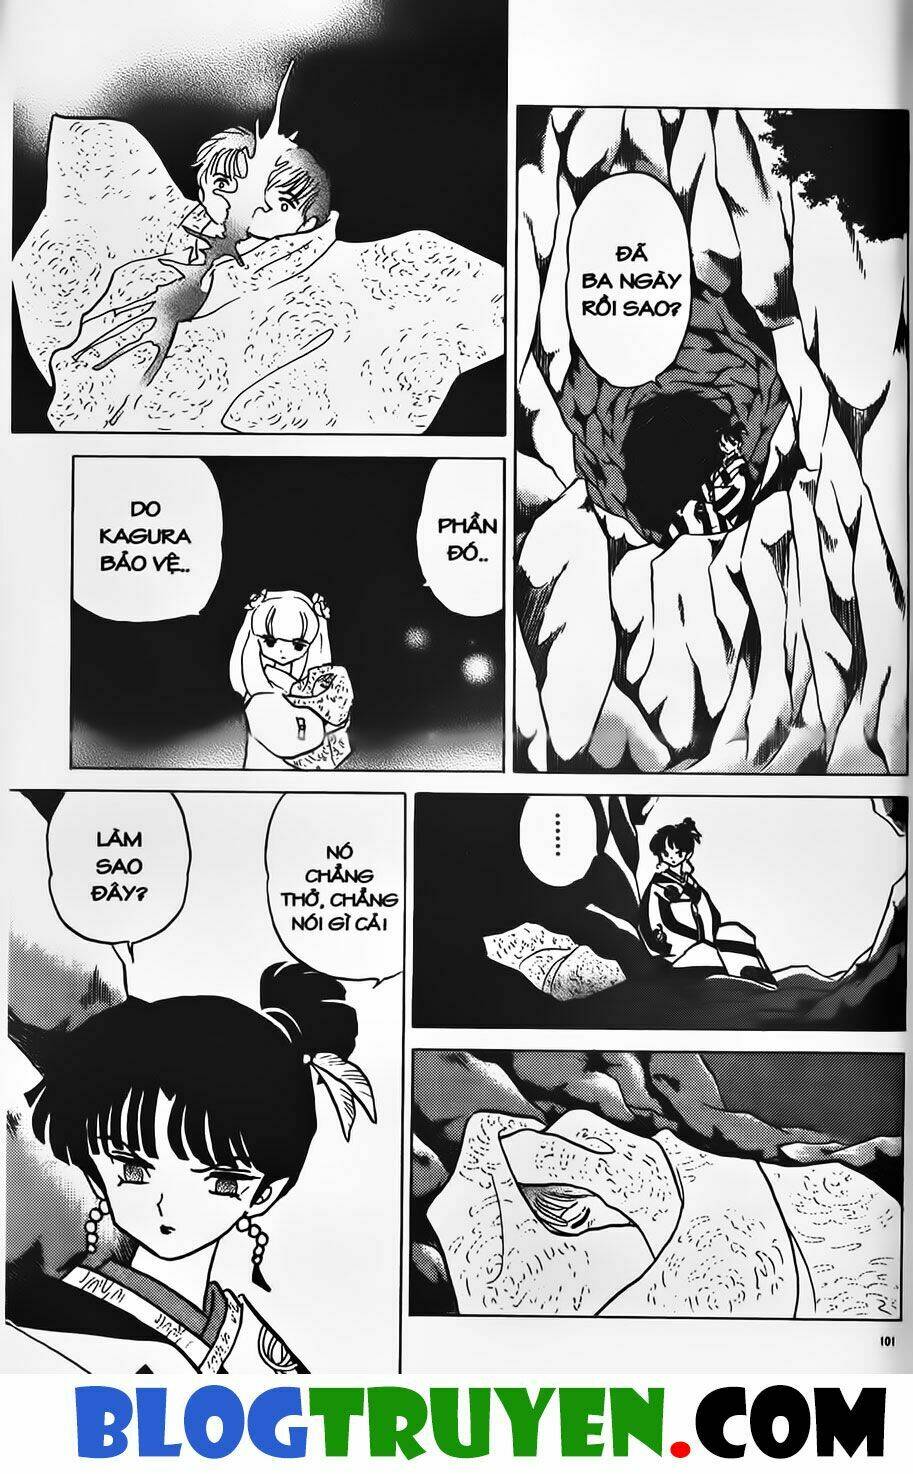 ĐÃ
BA NGÀY
RỒI SAO?
PHẦN
ĐÓ..
DO
KAGURA
BẢO VỆ..
.......
NÓ
CHẲNG
THỞ, CHẲNG
NÓI GÌ CẢ!
LÀM
SAO
ĐÂY?
101
BLOGTRUYEN.COM